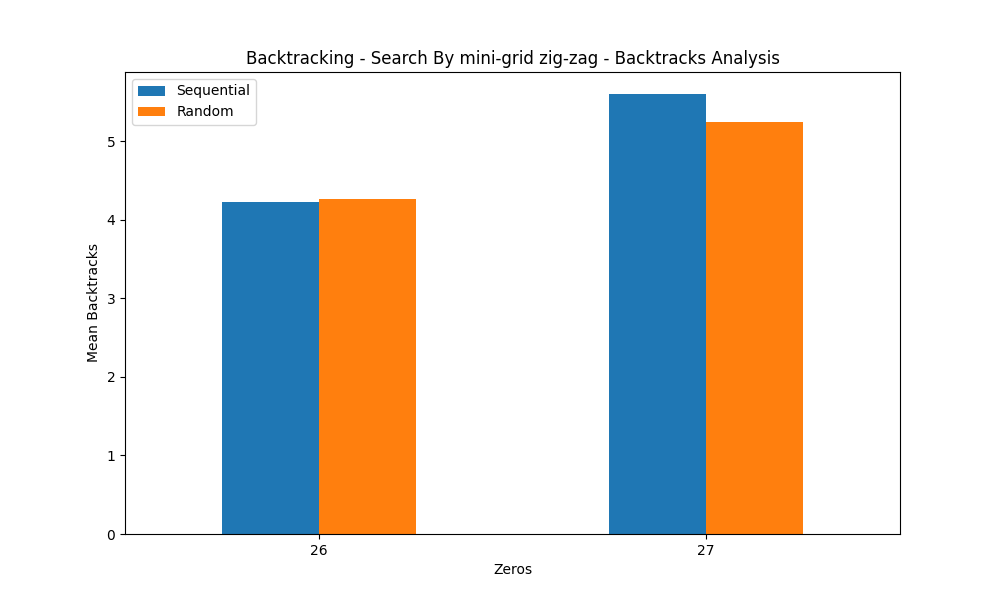 Backtracking - Search By mini-grid zig-zag - Backtracks Analysis
Sequential
Random
Mean Backtracks
5
4
3
2
1
0
26
27
Zeros